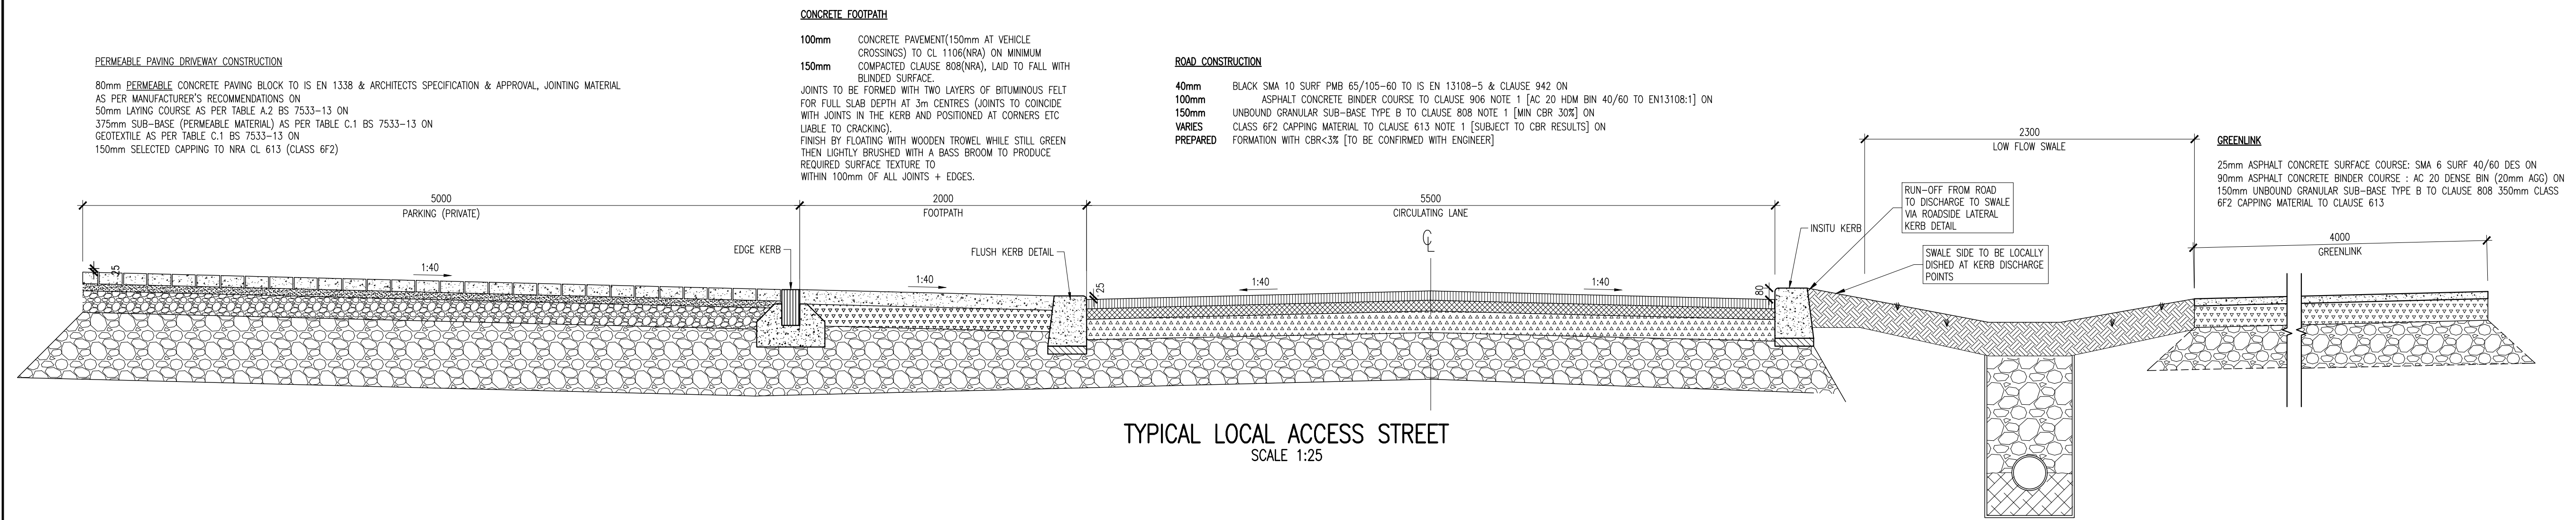 PERMEABLE PAVING DRIVEWAY CONSTRUCTION
80mm PERMEABLE CONCRETE PAVING BLOCK TO IS EN 1338 & ARCHITECTS SPECIFICATION & APPROVAL, JOINTING MATERIAL
AS PER MANUFACTURER'S RECOMMENDATIONS ON
50mm LAYING COURSE AS PER TABLE A.2 BS 7533-13 ON
375mm SUB-BASE (PERMEABLE MATERIAL) AS PER TABLE C.1 BS 7533-13 ON
GEOTEXTILE AS PER TABLE C.1 BS 7533-13 ON
150mm SELECTED CAPPING TO NRA CL 613 (CLASS 6F2)
CONCRETE FOOTPATH
100mm CONCRETE PAVEMENT(150mm AT VEHICLE
CROSSINGS) TO CL 1106(NRA) ON MINIMUM
150mm COMPACTED CLAUSE 808(NRA), LAID TO FALL WITH
BLINDED SURFACE.
JOINTS TO BE FORMED WITH TWO LAYERS OF BITUMINOUS FELT
FOR FULL SLAB DEPTH AT 3m CENTRES (JOINTS TO COINCIDE
WITH JOINTS IN THE KERB AND POSITIONED AT CORNERS ETC
LIABLE TO CRACKING).
FINISH BY FLOATING WITH WOODEN TROWEL WHILE STILL GREEN
THEN LIGHTLY BRUSHED WITH A BASS BROOM TO PRODUCE
REQUIRED SURFACE TEXTURE TO
WITHIN 100mm OF ALL JOINTS + EDGES.
ROAD CONSTRUCTION
40mm BLACK SMA 10 SURF PMB 65/105-60 TO IS EN 13108-5 & CLAUSE 942 ON
100mm ASPHALT CONCRETE BINDER COURSE TO CLAUSE 906 NOTE 1 [AC 20 HDM BIN 40/60 TO EN13108:1] ON
150mm UNBOUND GRANULAR SUB-BASE TYPE B TO CLAUSE 808 NOTE 1 [MIN CBR 30%] ON
VARIES CLASS 6F2 CAPPING MATERIAL TO CLAUSE 613 NOTE 1 [SUBJECT TO CBR RESULTS] ON
PREPARED FORMATION WITH CBR<3% [TO BE CONFIRMED WITH ENGINEER]
GREENLINK
25mm ASPHALT CONCRETE SURFACE COURSE: SMA 6 SURF 40/60 DES ON
90mm ASPHALT CONCRETE BINDER COURSE : AC 20 DENSE BIN (20mm AGG) ON
150mm UNBOUND GRANULAR SUB-BASE TYPE B TO CLAUSE 808 350mm CLASS
6F2 CAPPING MATERIAL TO CLAUSE 613
5000
PARKING (PRIVATE)
2000
FOOTPATH
5500
CIRCULATING LANE
2300
LOW FLOW SWALE
4000
GREENLINK
RUN-OFF FROM ROAD
TO DISCHARGE TO SWALE
VIA ROADSIDE LATERAL
KERB DETAIL
SWALE SIDE TO BE LOCALLY
DISHED AT KERB DISCHARGE
POINTS
INSITU KERB
EDGE KERB
FLUSH KERB DETAIL
CL
25
1:40
1:40
25
1:40
1:40
80
TYPICAL LOCAL ACCESS STREET
SCALE 1:25